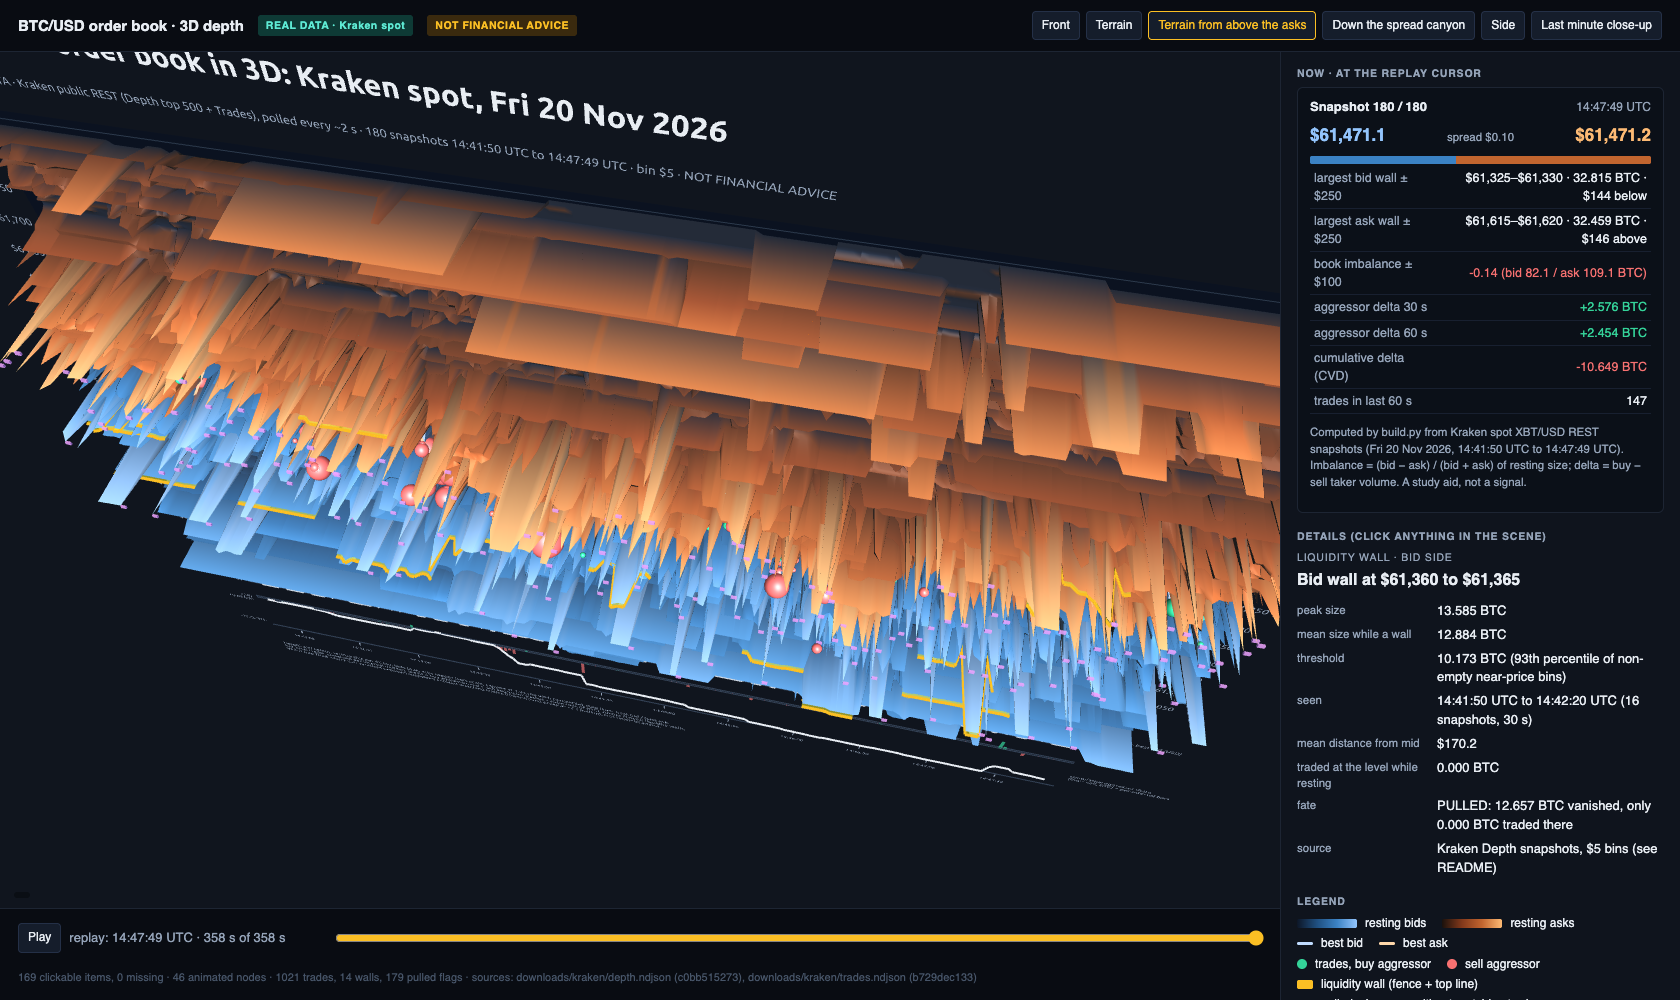 BTC/USD order book · 3D depth
REAL DATA · Kraken spot
NOT FINANCIAL ADVICE
Front
Terrain
Terrain from above the asks
Down the spread canyon
Side
Last minute close-up
order book in 3D: Kraken spot, Fri 20 Nov 2026
Kraken public REST (Depth top 500 + Trades), polled every ~2 s · 180 snapshots 14:41:50 UTC to 14:47:49 UTC · bin $5 · NOT FINANCIAL ADVICE
NOW · AT THE REPLAY CURSOR
Snapshot 180 / 180 14:47:49 UTC
$61,471.1 spread $0.10 $61,471.2
largest bid wall ± $61,325–$61,330 · 32.815 BTC ·
$250 $144 below
largest ask wall ± $61,615–$61,620 · 32.459 BTC ·
$250 $146 above
book imbalance ± -0.14 (bid 82.1 / ask 109.1 BTC)
$100
aggressor delta 30 s +2.576 BTC
aggressor delta 60 s +2.454 BTC
cumulative delta -10.649 BTC
(CVD)
trades in last 60 s 147
Computed by build.py from Kraken spot XBT/USD REST
snapshots (Fri 20 Nov 2026, 14:41:50 UTC to 14:47:49 UTC).
Imbalance = (bid − ask) / (bid + ask) of resting size; delta = buy −
sell taker volume. A study aid, not a signal.
DETAILS (CLICK ANYTHING IN THE SCENE)
LIQUIDITY WALL · BID SIDE
Bid wall at $61,360 to $61,365
peak size 13.585 BTC
mean size while a wall 12.884 BTC
threshold 10.173 BTC (93th percentile of non-
empty near-price bins)
seen 14:41:50 UTC to 14:42:20 UTC (16
snapshots, 30 s)
mean distance from mid $170.2
traded at the level while 0.000 BTC
resting
fate PULLED: 12.657 BTC vanished, only
0.000 BTC traded there
source Kraken Depth snapshots, $5 bins (see
README)
LEGEND
resting bids resting asks
best bid best ask
trades, buy aggressor sell aggressor
liquidity wall (fence + top line)
Play replay: 14:47:49 UTC · 358 s of 358 s
169 clickable items, 0 missing · 46 animated nodes · 1021 trades, 14 walls, 179 pulled flags · sources: downloads/kraken/depth.ndjson (c0bb515273), downloads/kraken/trades.ndjson (b729dec133)